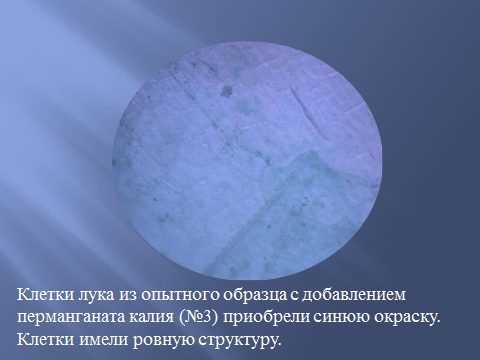 Клетки лука из опытного образца с добавлением
перманганата калия (№3) приобрели синюю окраску.
Клетки имели ровную структуру.